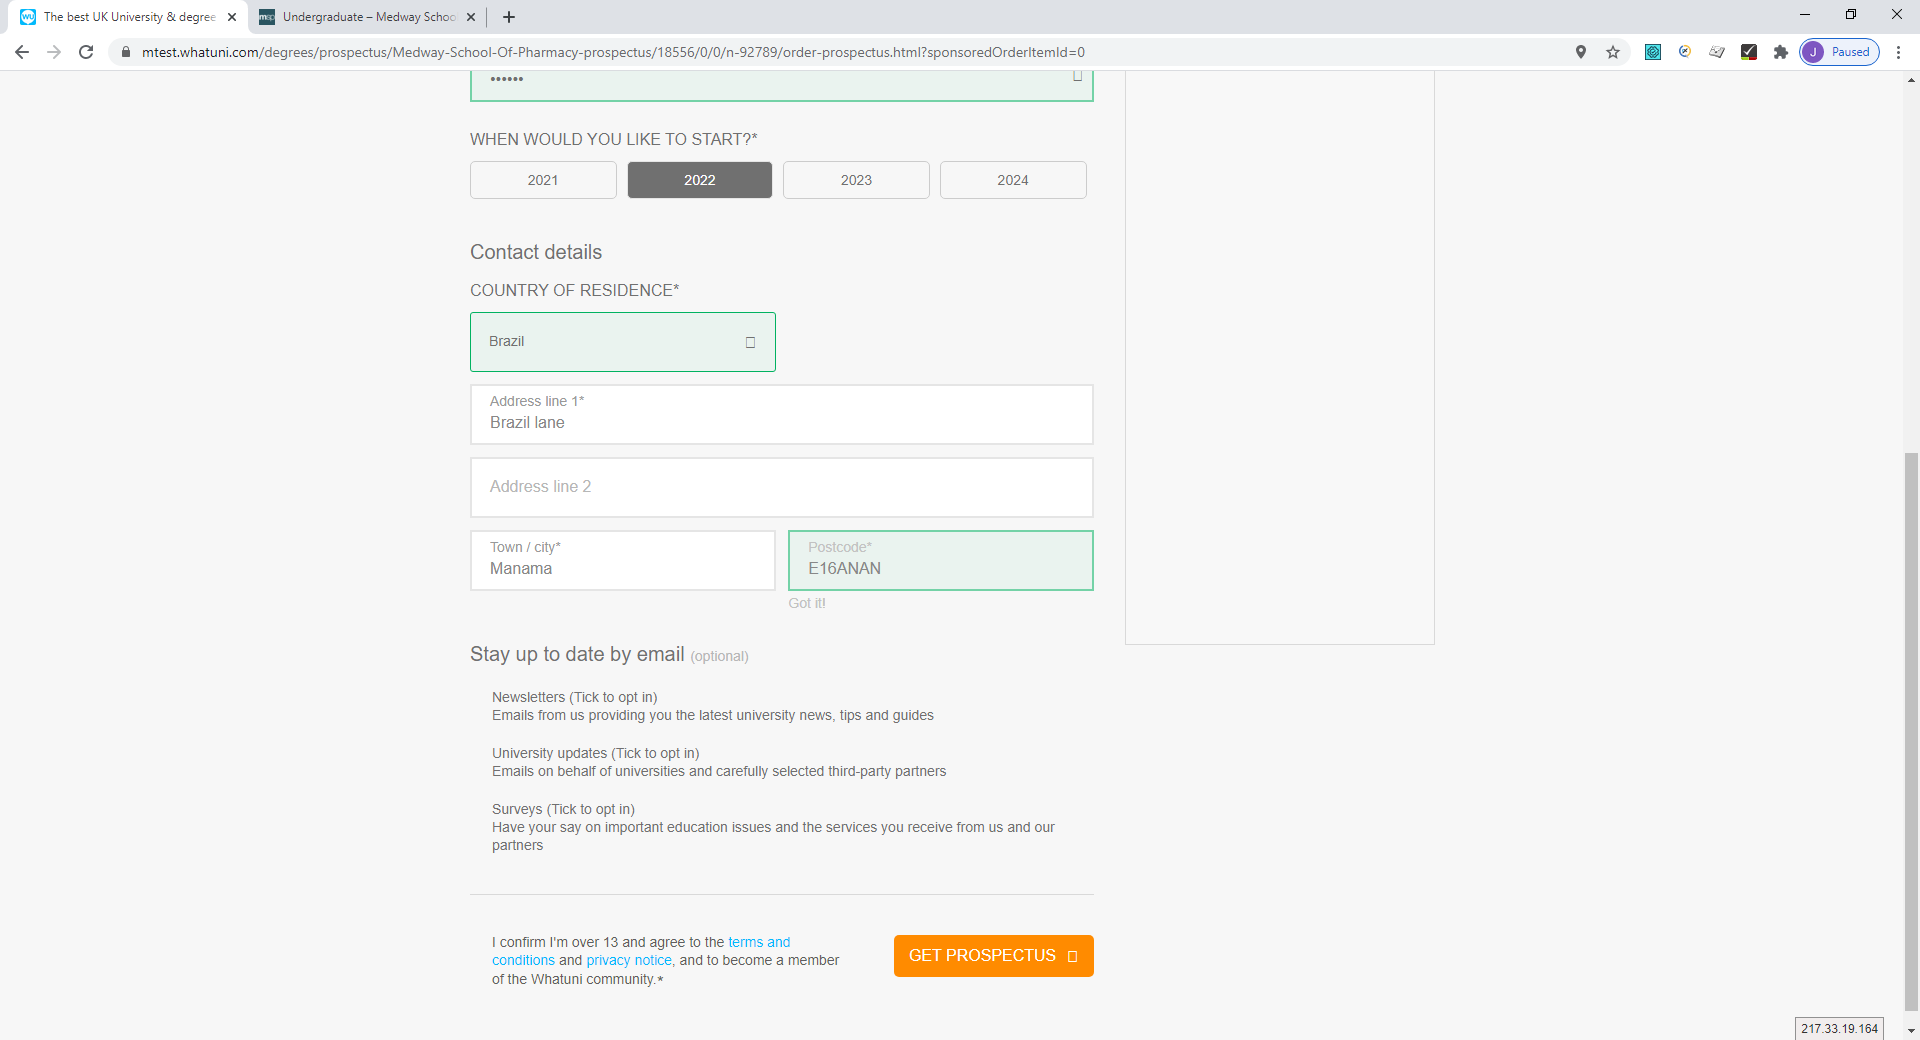 The best UK University & degree
Undergraduate – Medway Schoo
mtest.whatuni.com/degrees/prospectus/Medway-School-Of-Pharmacy-prospectus/18556/0/0/n-92789/order-prospectus.html?sponsoredOrderItemId=0
J Paused
••••••
WHEN WOULD YOU LIKE TO START?*
2021 2022 2023 2024
Contact details
COUNTRY OF RESIDENCE*
Brazil
Address line 1*
Brazil lane
Address line 2
Town / city* Postcode*
Manama E16ANAN
Got it!
Stay up to date by email (optional)
Newsletters (Tick to opt in)
Emails from us providing you the latest university news, tips and guides
University updates (Tick to opt in)
Emails on behalf of universities and carefully selected third-party partners
Surveys (Tick to opt in)
Have your say on important education issues and the services you receive from us and our
partners
I confirm I'm over 13 and agree to the terms and
conditions and privacy notice, and to become a member
of the Whatuni community.*
GET PROSPECTUS
217.33.19.164